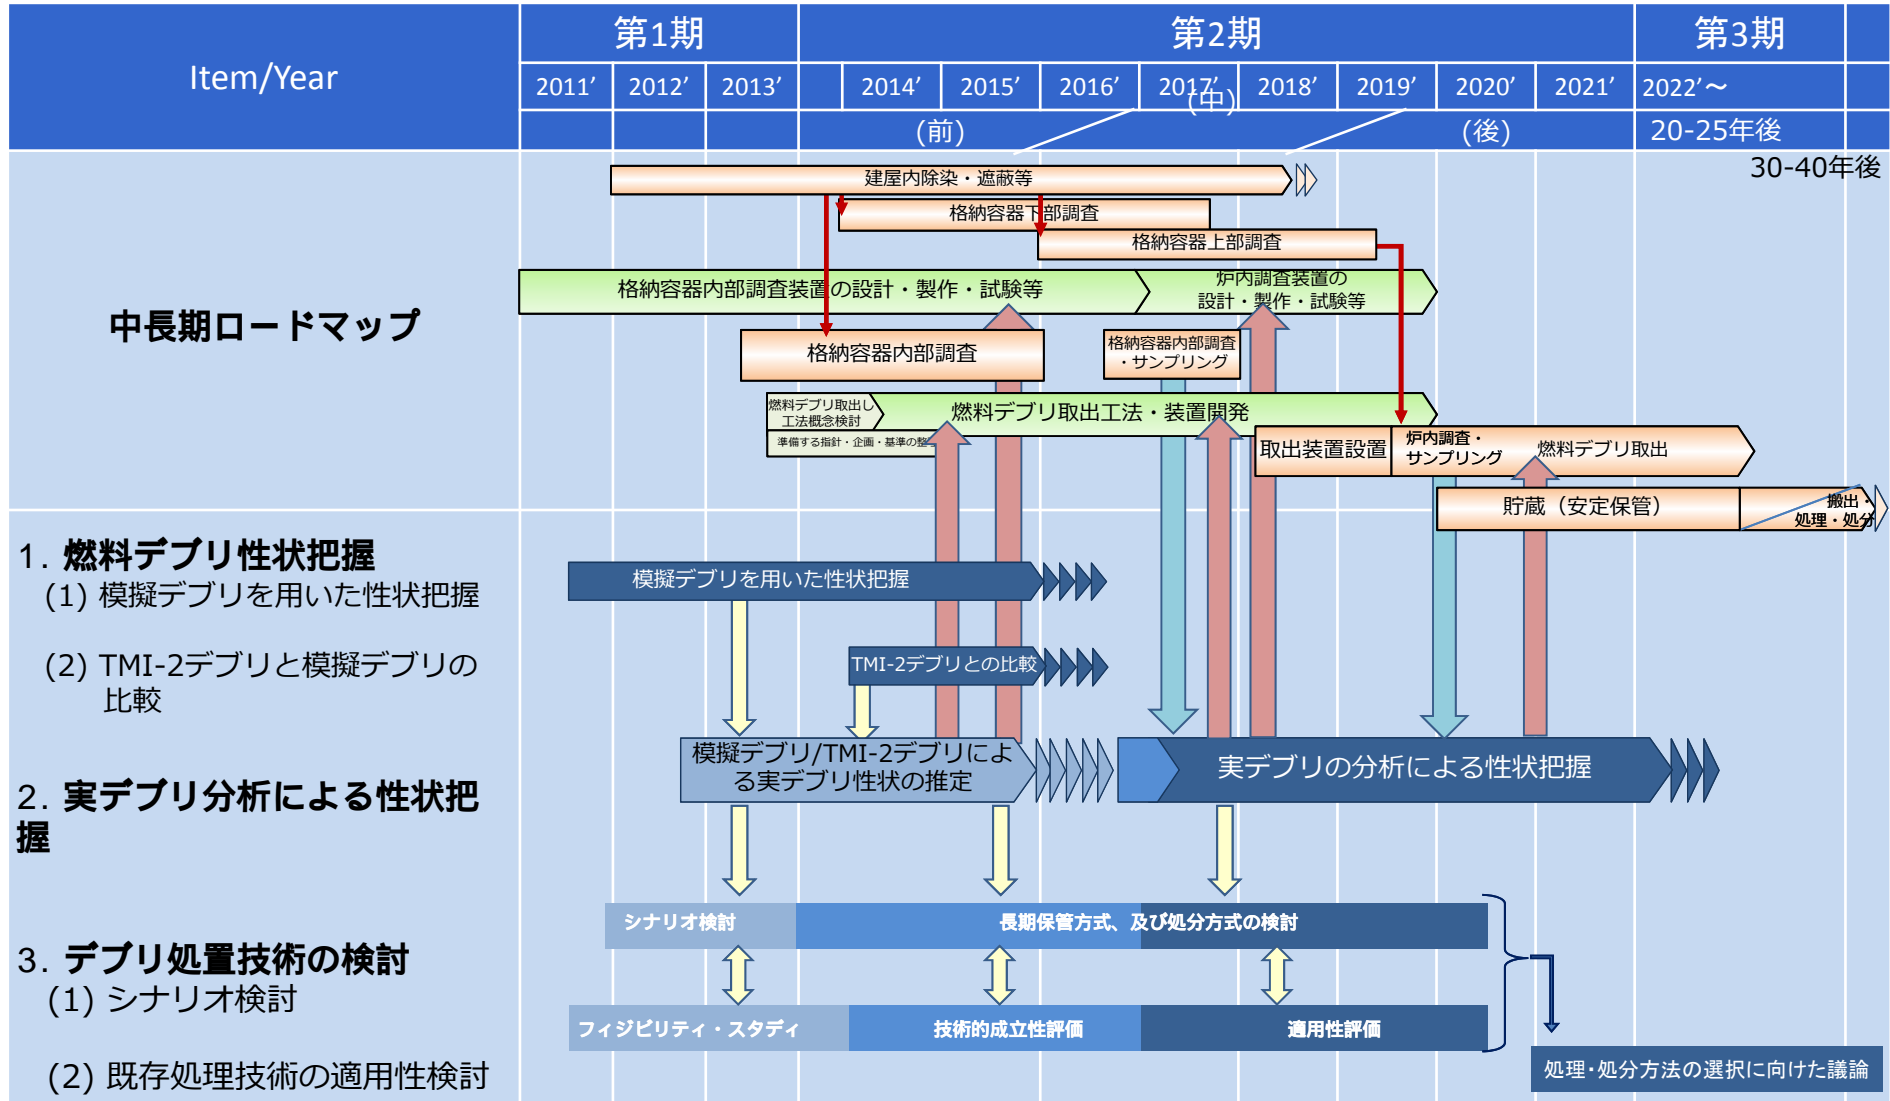 Item/Year
第1期
第2期
第3期
2011’
2012’
2013’
2014’
2015’
2016’
2017’
2018’
2019’
2020’
2021’
2022’～
(前)
(中)
(後)
20-25年後
30-40年後
中長期ロードマップ
建屋内除染・遮蔽等
格納容器下部調査
格納容器上部調査
格納容器内部調査装置の設計・製作・試験等
炉内調査装置の
設計・製作・試験等
格納容器内部調査
格納容器内部調査
・サンプリング
燃料デブリ取出し
工法概念検討
燃料デブリ取出工法・装置開発
準備する指針・企画・基準の整
取出装置設置
炉内調査・
サンプリング
燃料デブリ取出
貯蔵（安定保管）
搬出・
処理・処分
1. 燃料デブリ性状把握
(1) 模擬デブリを用いた性状把握
(2) TMI-2デブリと模擬デブリの
比較
模擬デブリを用いた性状把握
TMI-2デブリとの比較
2. 実デブリ分析による性状把
握
模擬デブリ/TMI-2デブリによ
る実デブリ性状の推定
実デブリの分析による性状把握
3. デブリ処置技術の検討
(1) シナリオ検討
(2) 既存処理技術の適用性検討
シナリオ検討
長期保管方式、及び処分方式の検討
フィジビリティ・スタディ
技術的成立性評価
適用性評価
処理・処分方法の選択に向けた議論